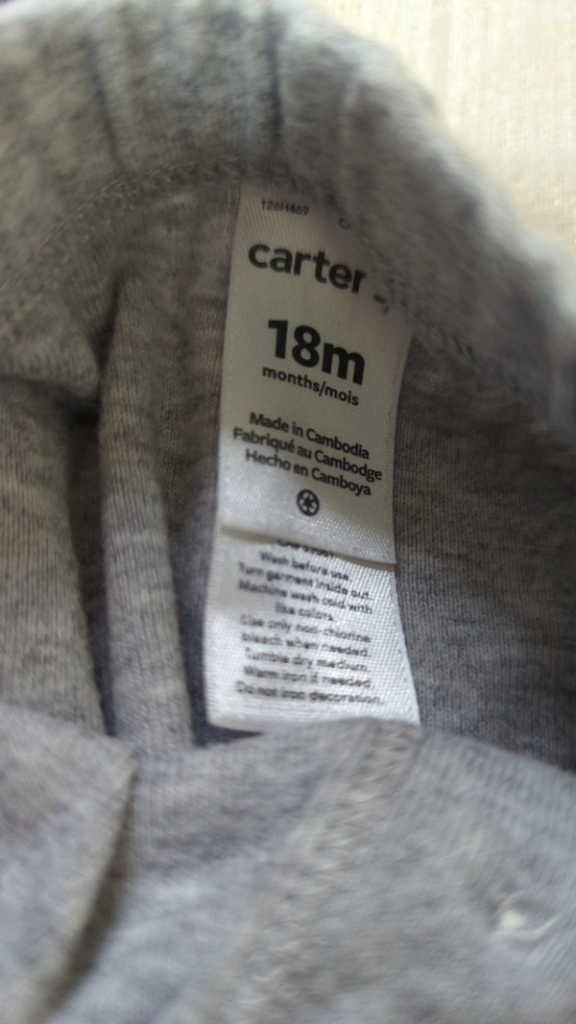 126H469
carter
18m
months/mois
Made in Cambodia
Fabriqué au Cambodge
Hecho en Camboya
Wash before use.
Turn garment inside out.
Machine wash cold with
like colors.
Use only non-chlorine
bleach when needed.
Tumble dry medium.
Warm iron if needed.
Do not iron decoration.